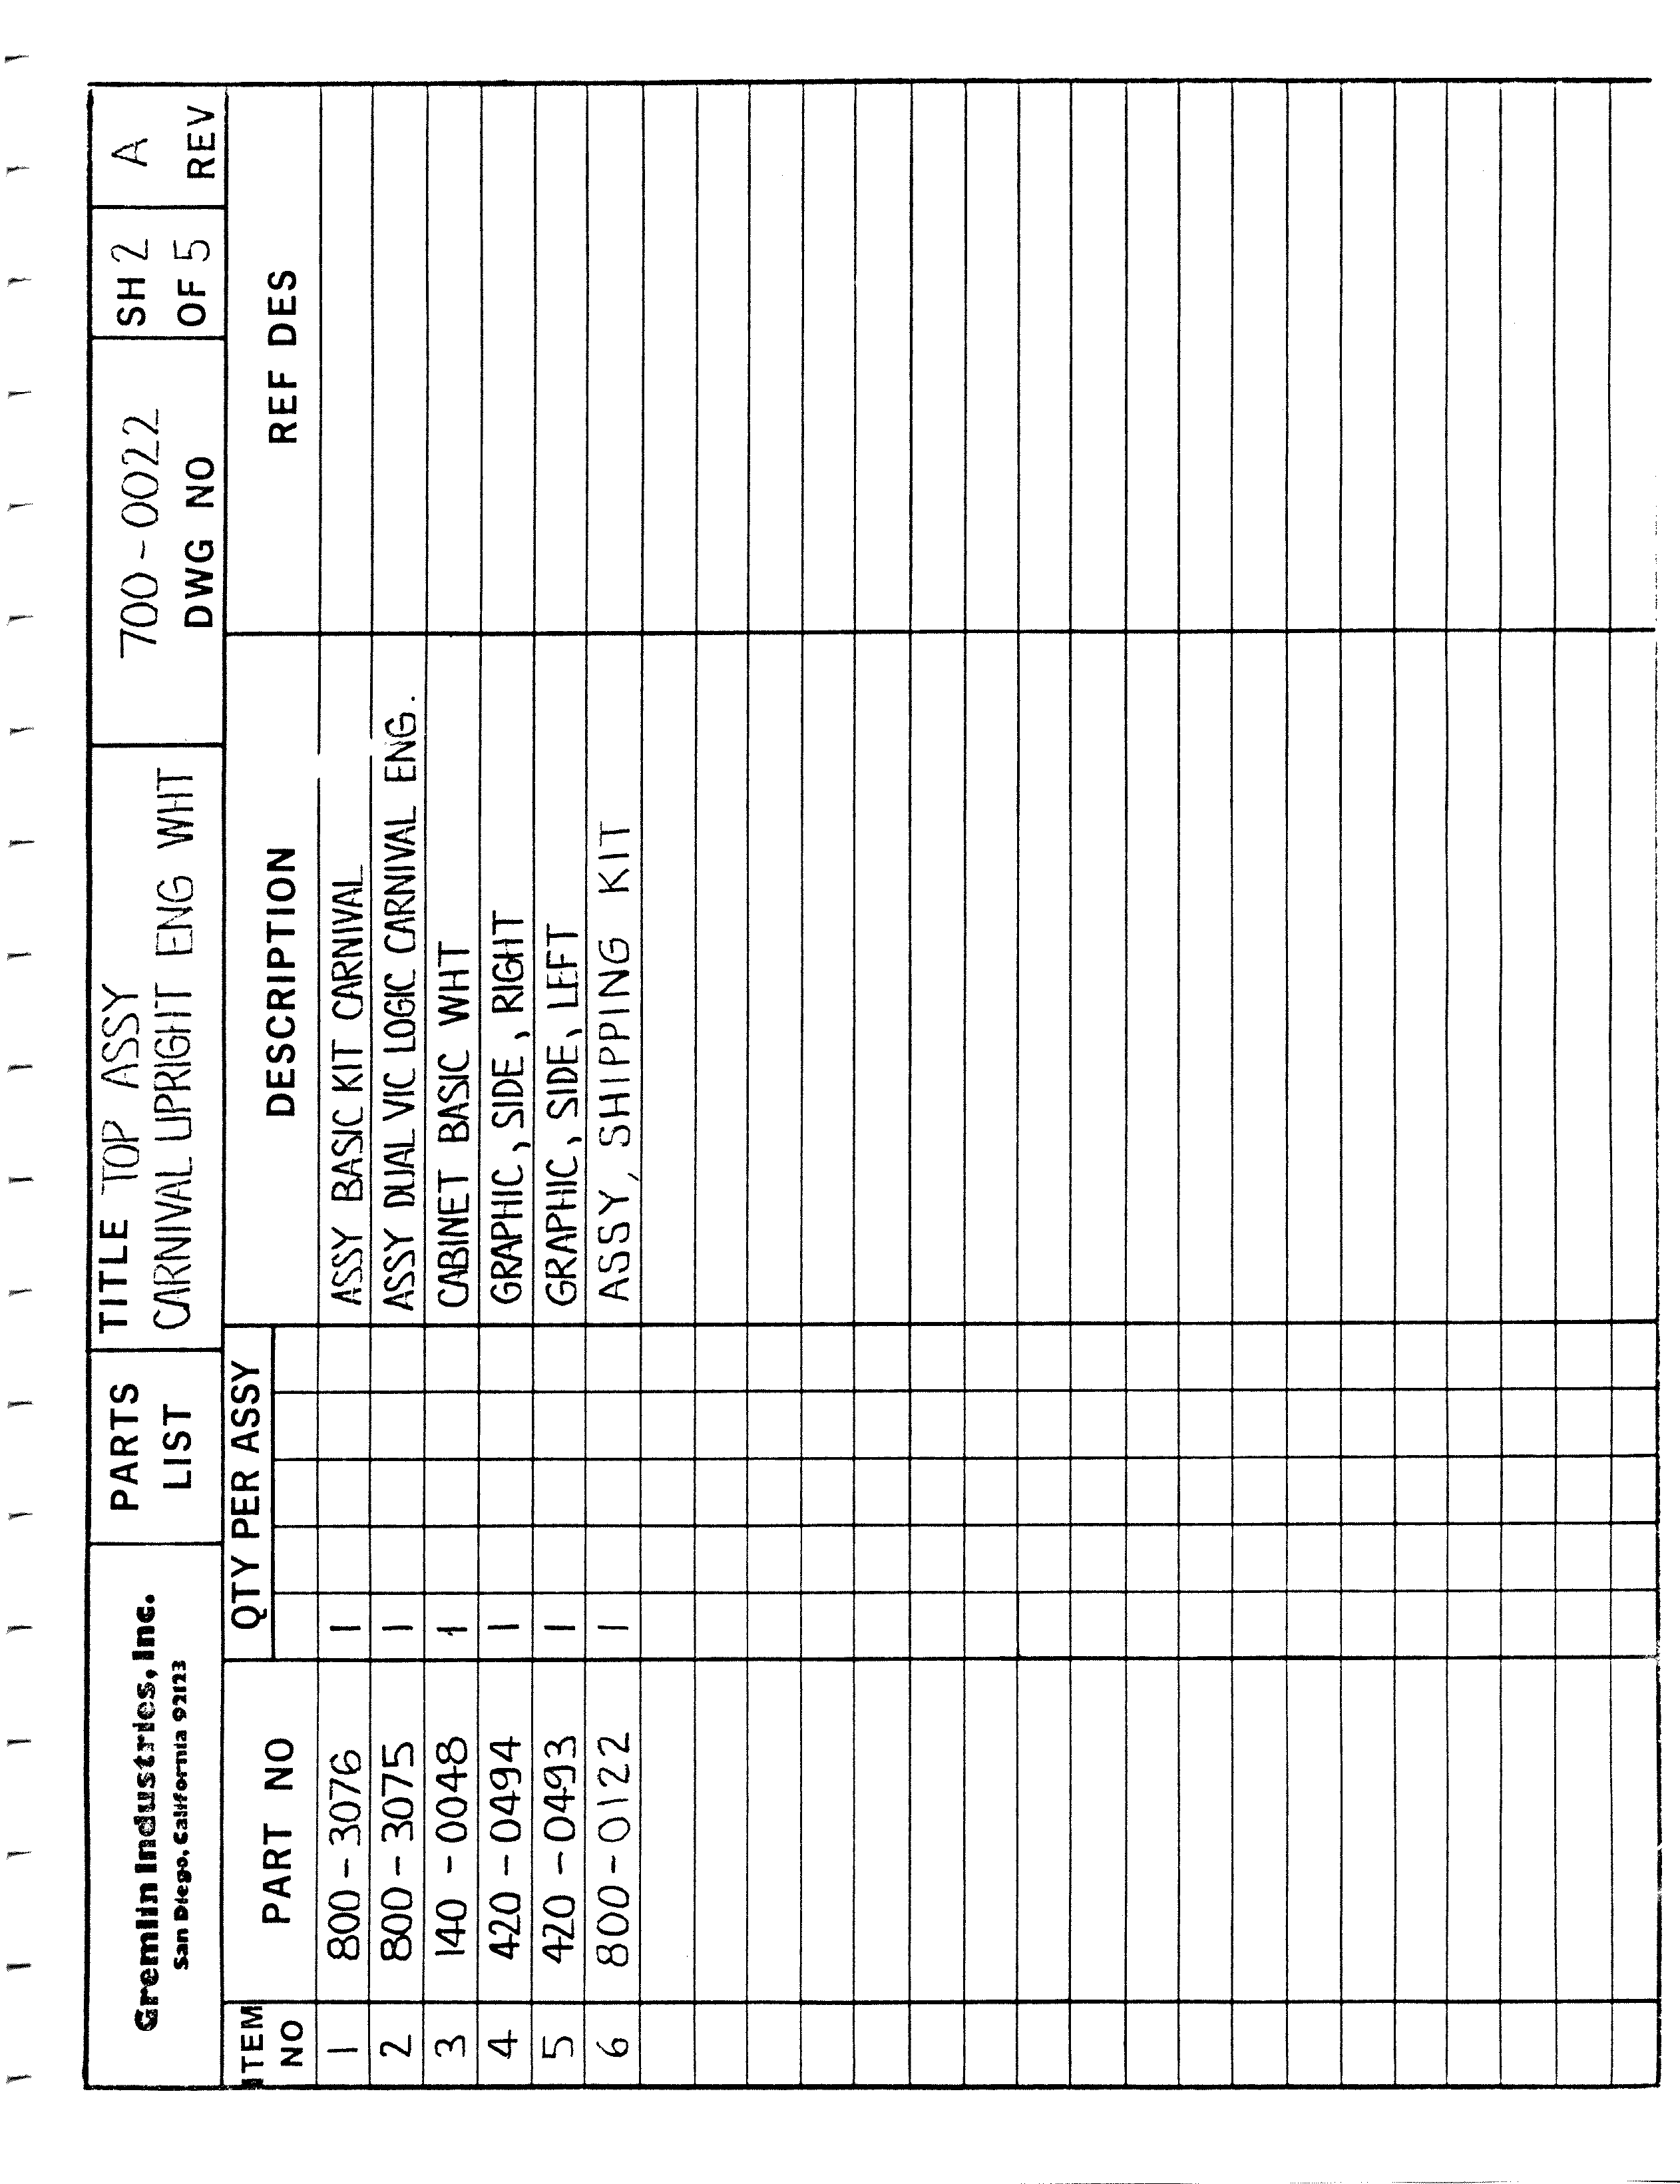 Gremlin Industries, Inc.
San Diego, California 92123
PARTS
LIST
TITLE TOP ASSY
CARNIVAL UPRIGHT ENG WHT
700-0022
DWG NO
SH 2
OF 5
A
REV
ITEM
NO
PART NO
QTY PER ASSY
DESCRIPTION
REF DES
1 800-3076 1 ASSY BASIC KIT CARNIVAL
2 800-3075 1 ASSY DUAL VIC LOGIC CARNIVAL ENG.
3 140-0048 1 CABINET BASIC WHT
4 420-0494 1 GRAPHIC, SIDE, RIGHT
5 420-0493 1 GRAPHIC, SIDE, LEFT
6 800-0122 1 ASSY, SHIPPING KIT